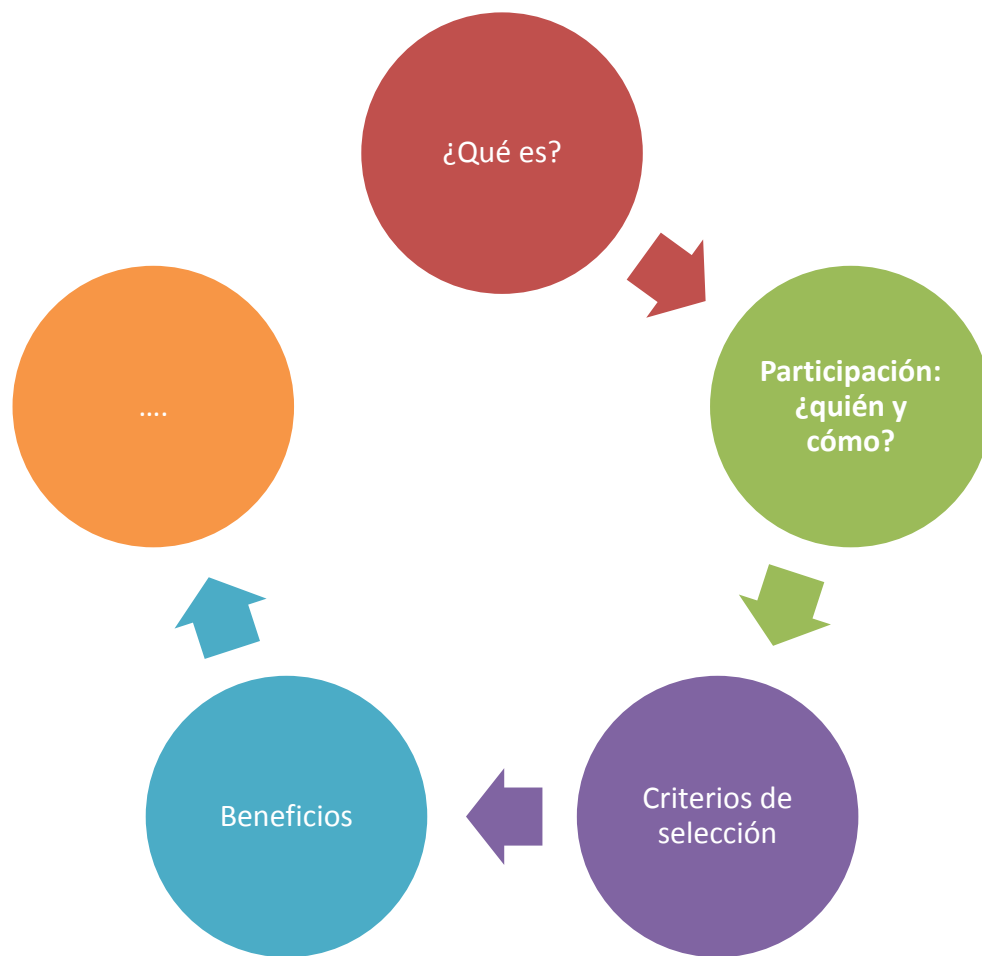 ¿Qué es?
Participación:
¿quién y
cómo?
Criterios de
selección
Beneficios
....